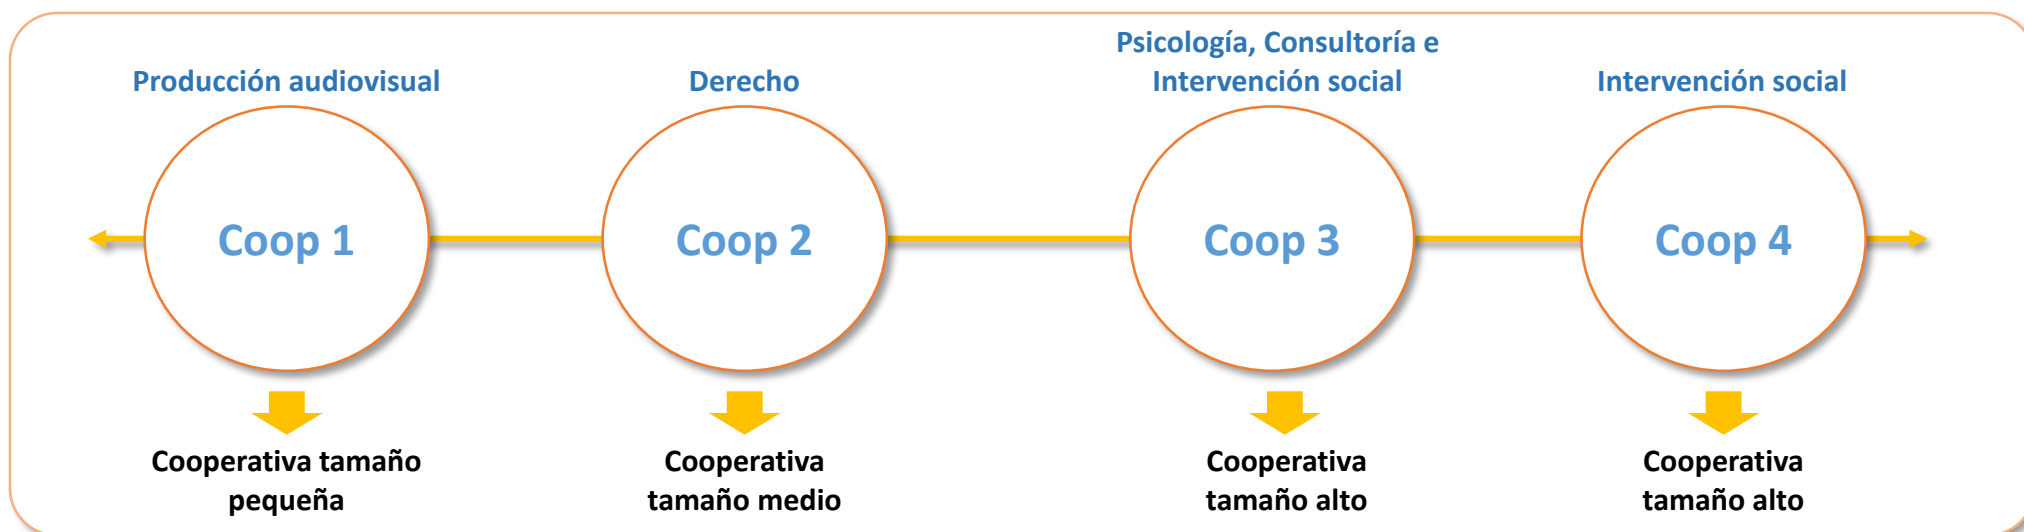 Producción audiovisual
Derecho
Psicología, Consultoría e
Intervención social
Intervención social
Coop 1
Coop 2
Coop 3
Coop 4
Cooperativa tamaño
pequeña
Cooperativa
tamaño medio
Cooperativa
tamaño alto
Cooperativa
tamaño alto